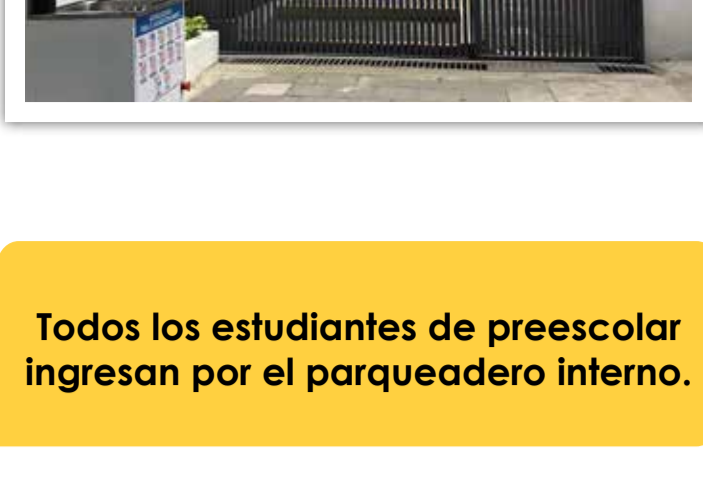 Todos los estudiantes de preescolar
ingresan por el parqueadero interno.